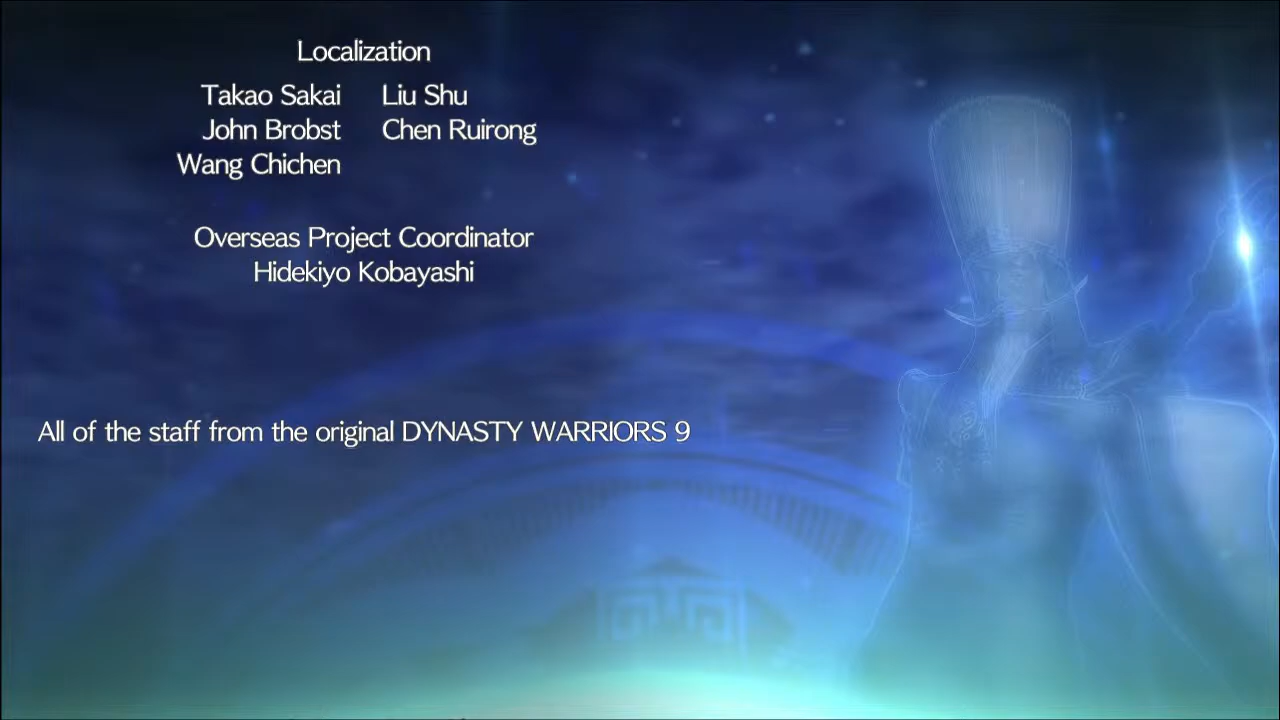 Localization
Takao Sakai Liu Shu
John Brobst Chen Ruirong
Wang Chichen
Overseas Project Coordinator
Hidekiyo Kobayashi
All of the staff from the original DYNASTY WARRIORS 9